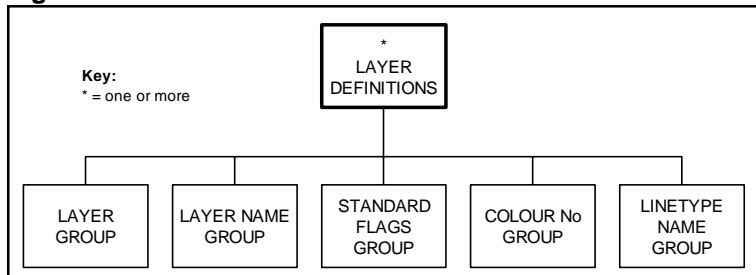 Key:
* = one or more
*
LAYER
DEFINITIONS
LAYER
GROUP
LAYER NAME
GROUP
STANDARD
FLAGS
GROUP
COLOUR No
GROUP
LINETYPE
NAME
GROUP